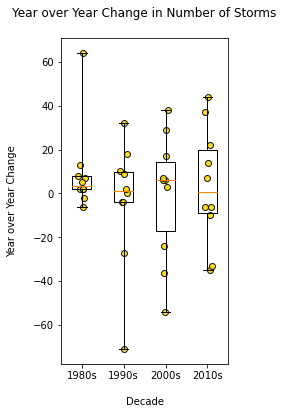 Year over Year Change in Number of Storms
60
40
20
0
−20
−40
−60
Year over Year Change
1980s 1990s 2000s 2010s
Decade